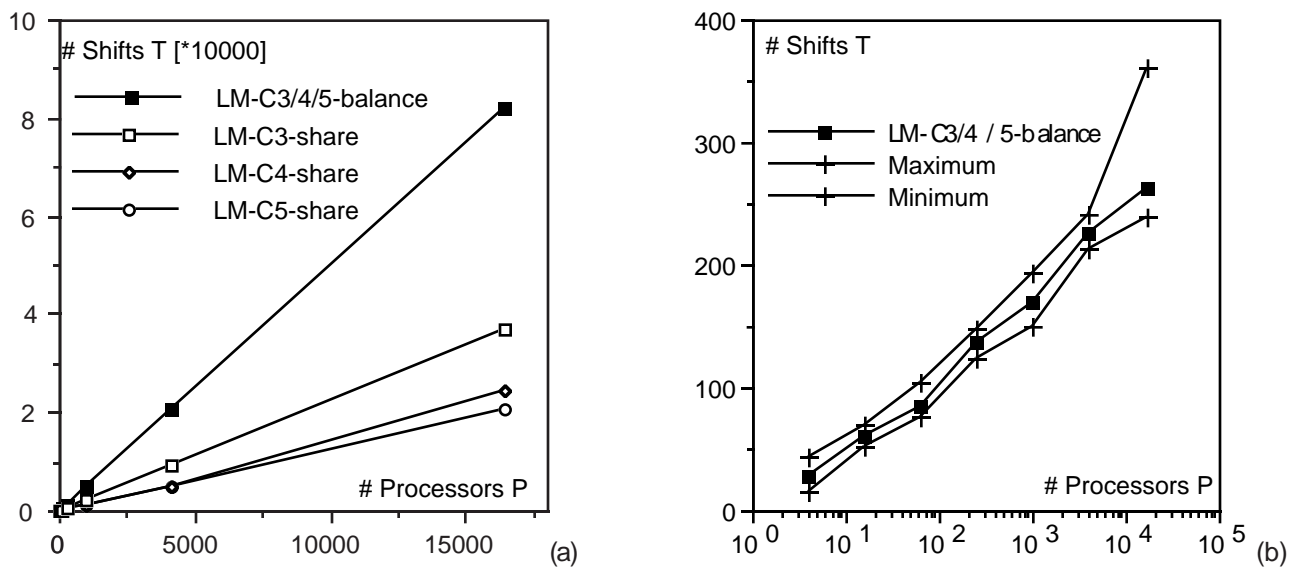 10
8
6
4
2
0
# Shifts T [*10000]
LM-C3/4/5-balance
LM-C3-share
LM-C4-share
LM-C5-share
# Processors P
0 5000 10000 15000
(a)
400
300
200
100
0
# Shifts T
LM-C3/4 / 5-balance
Maximum
Minimum
# Processors P
10 0 10 1 10 2 10 3 10 4 10 5
(b)